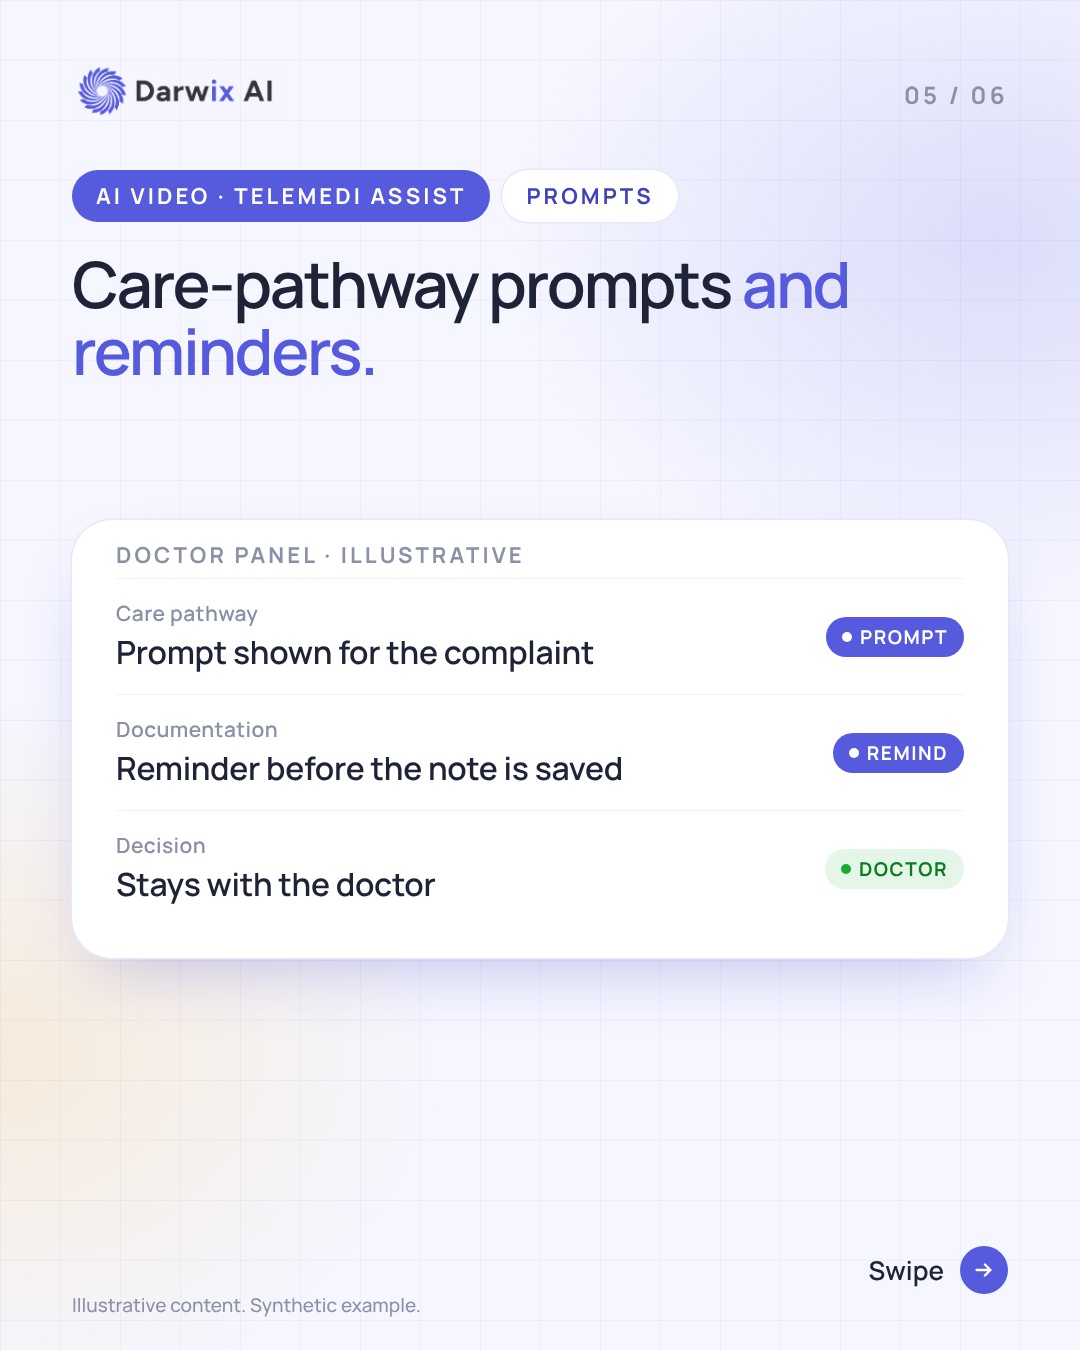 Darwix AI
05 / 06
AI VIDEO · TELEMEDI ASSIST
PROMPTS
Care-pathway prompts and
reminders.
DOCTOR PANEL · ILLUSTRATIVE
Care pathway
Prompt shown for the complaint
PROMPT
Documentation
Reminder before the note is saved
REMIND
Decision
Stays with the doctor
DOCTOR
Swipe
Illustrative content. Synthetic example.